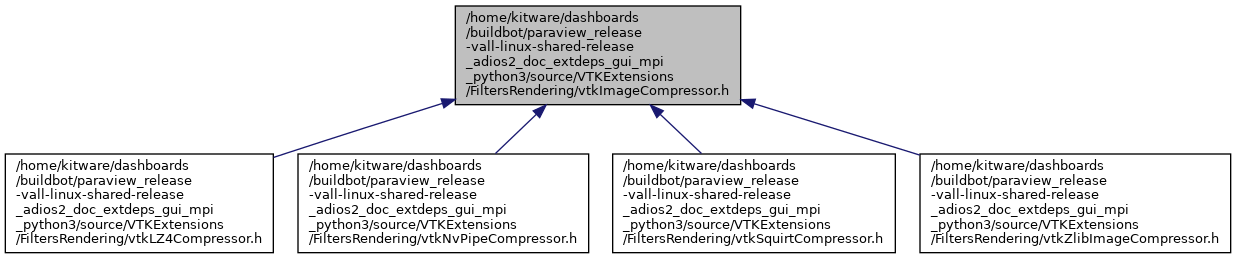 /home/kitware/dashboards
/buildbot/paraview_release
-vall-linux-shared-release
_adios2_doc_extdeps_gui_mpi
_python3/source/VTKExtensions
/FiltersRendering/vtkImageCompressor.h
/home/kitware/dashboards
/buildbot/paraview_release
-vall-linux-shared-release
_adios2_doc_extdeps_gui_mpi
_python3/source/VTKExtensions
/FiltersRendering/vtkLZ4Compressor.h
/home/kitware/dashboards
/buildbot/paraview_release
-vall-linux-shared-release
_adios2_doc_extdeps_gui_mpi
_python3/source/VTKExtensions
/FiltersRendering/vtkNvPipeCompressor.h
/home/kitware/dashboards
/buildbot/paraview_release
-vall-linux-shared-release
_adios2_doc_extdeps_gui_mpi
_python3/source/VTKExtensions
/FiltersRendering/vtkSquirtCompressor.h
/home/kitware/dashboards
/buildbot/paraview_release
-vall-linux-shared-release
_adios2_doc_extdeps_gui_mpi
_python3/source/VTKExtensions
/FiltersRendering/vtkZlibImageCompressor.h